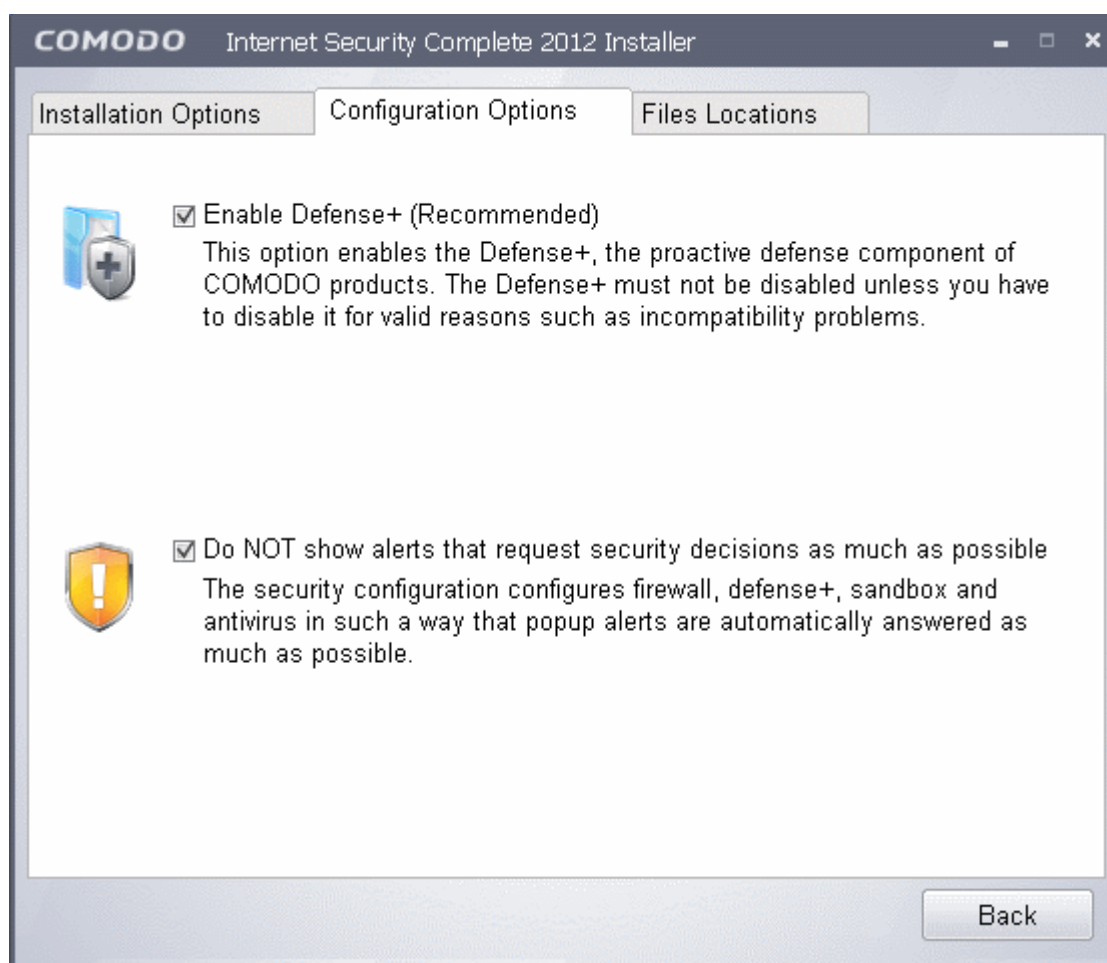 COMODO Internet Security Complete 2012 Installer
Installation Options Configuration Options Files Locations
Enable Defense+ (Recommended)
This option enables the Defense+, the proactive defense component of
COMODO products. The Defense+ must not be disabled unless you have
to disable it for valid reasons such as incompatibility problems.
Do NOT show alerts that request security decisions as much as possible
The security configuration configures firewall, defense+, sandbox and
antivirus in such a way that popup alerts are automatically answered as
much as possible.
Back